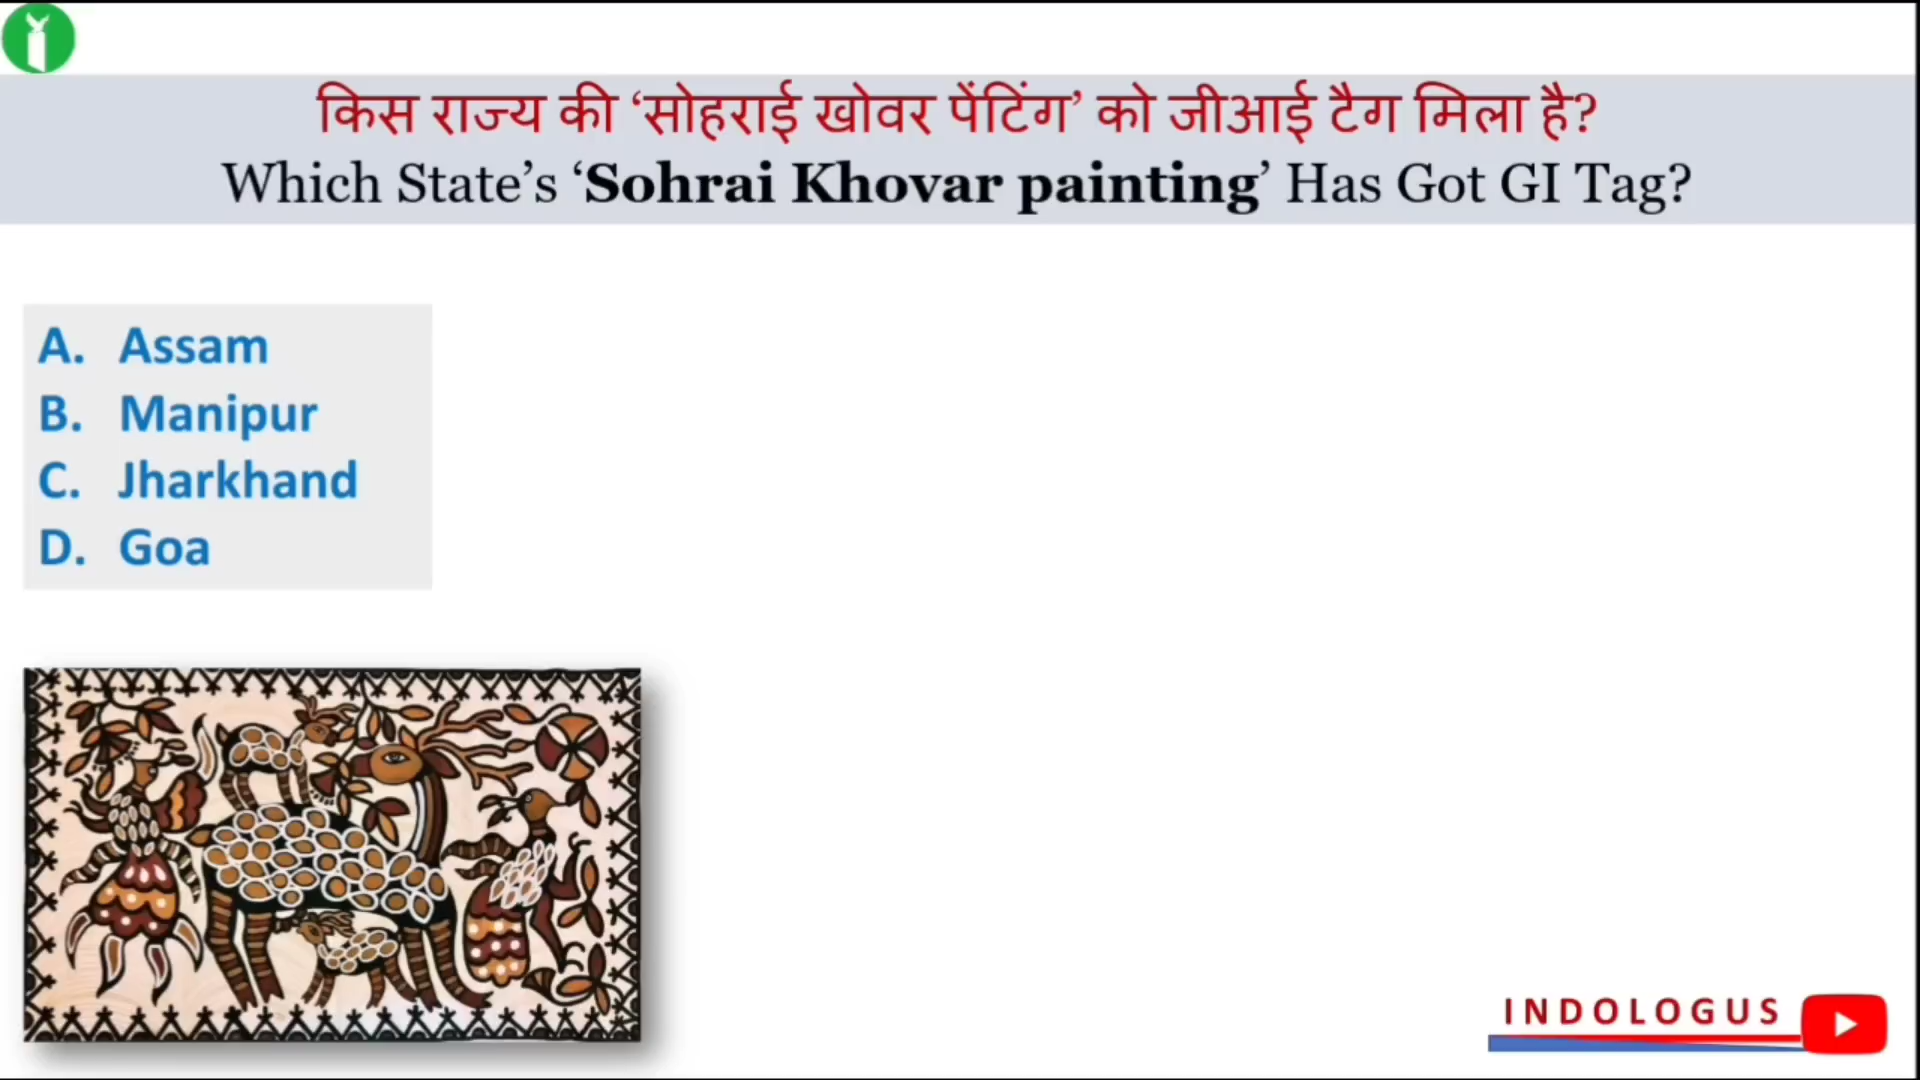 किस राज्य की ‘सोहराई खोवर पेंटिंग’ को जीआई टैग मिला है?
Which State’s ‘Sohrai Khovar painting’ Has Got GI Tag?
A. Assam
B. Manipur
C. Jharkhand
D. Goa
INDOLOGUS